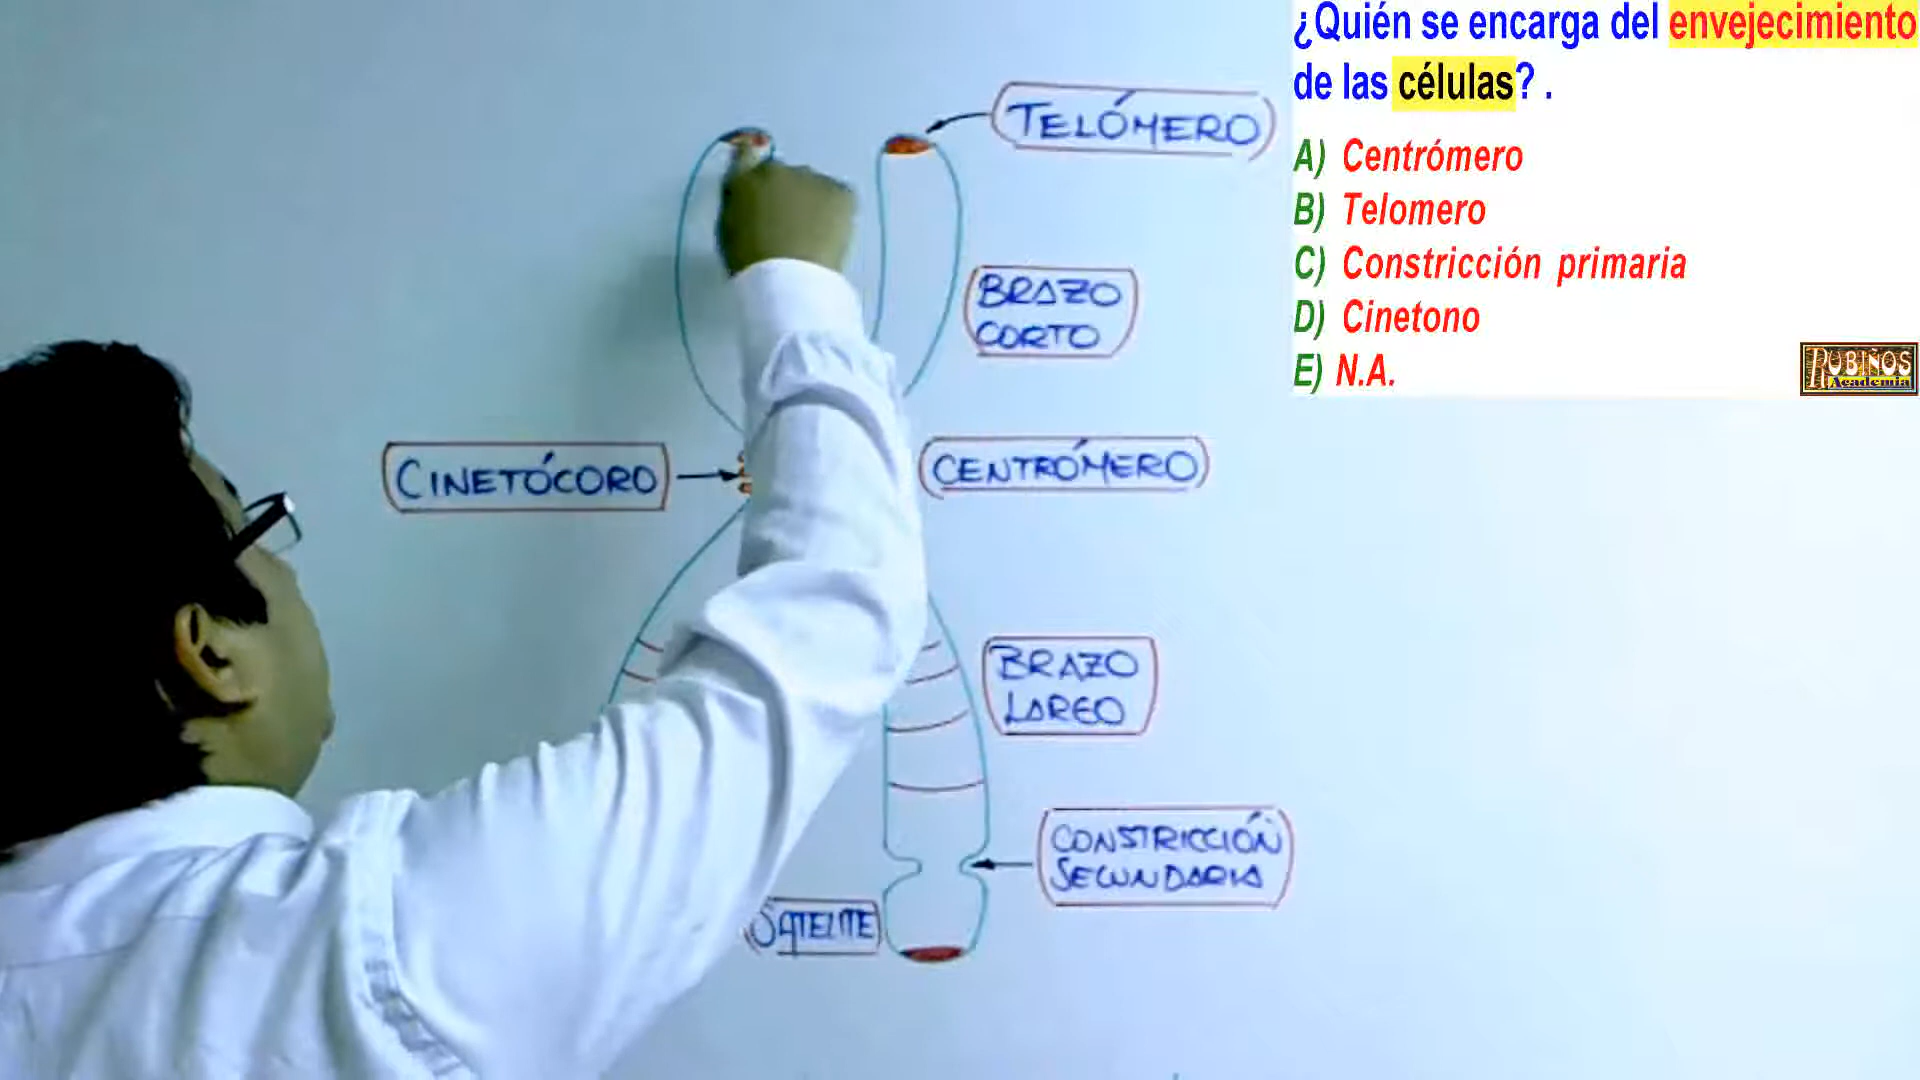 ¿Quién se encarga del envejecimiento
de las células? .
A) Centrómero
B) Telomero
C) Constricción primaria
D) Cinetono
E) N.A.
RUBIÑOS
Academia
TELÓMERO
BRAZO
CORTO
CINETÓCORO
CENTRÓMERO
BRAZO
LARGO
CONSTRICCIÓN
SECUNDARIA
SATELITE